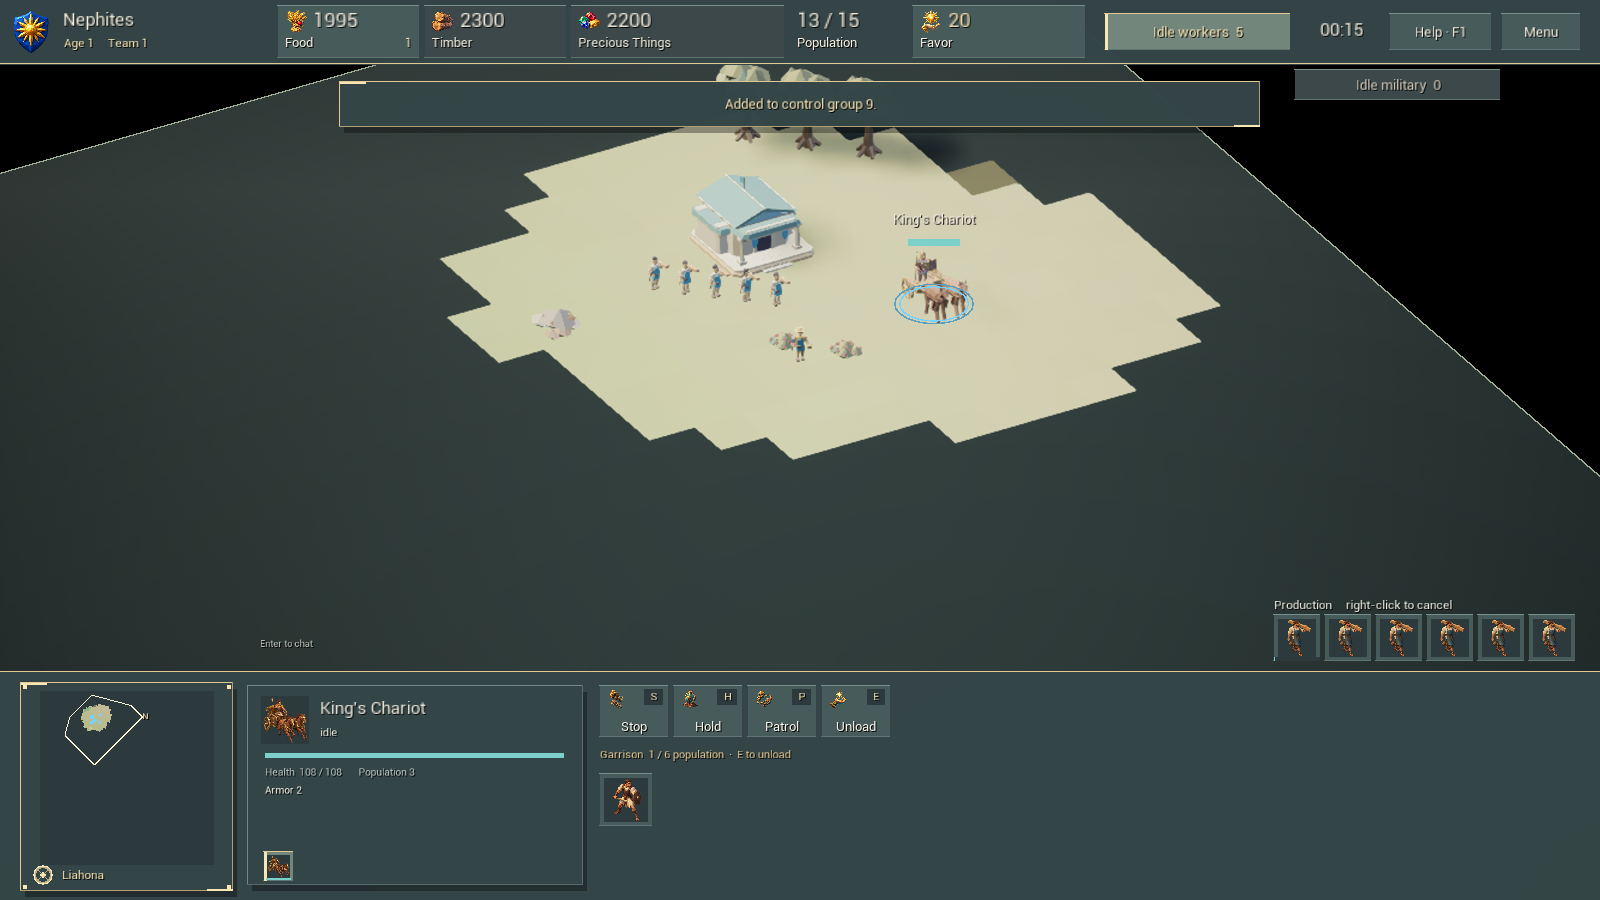 Nephites
Age 1 Team 1
1995
Food 1
2300
Timber
2200
Precious Things
13 / 15
Population
20
Favor
Idle workers 5
00:15
Help · F1
Menu
Idle military 0
Added to control group 9.
King's Chariot
N
Liahona
Enter to chat
Production right-click to cancel
King's Chariot
idle
Health 108 / 108 Population 3
Armor 2
S
Stop
H
Hold
P
Patrol
E
Unload
Garrison 1 / 6 population · E to unload